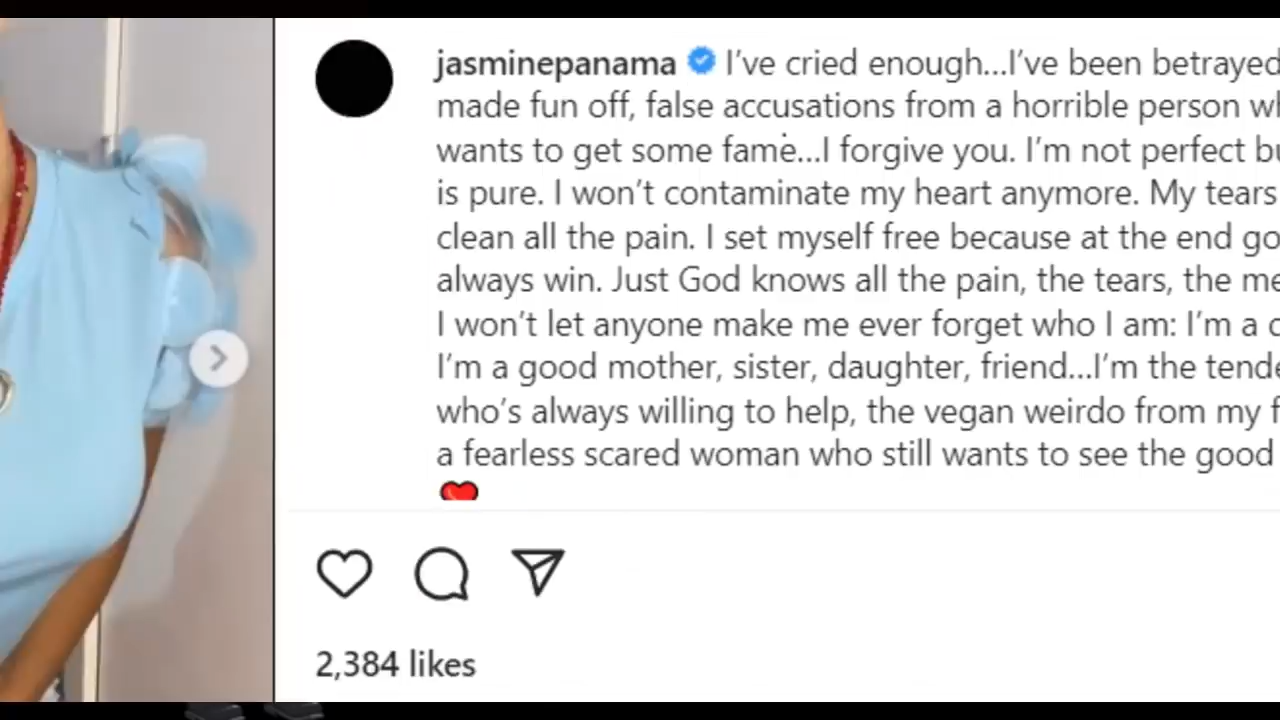 jasminepanama I've cried enough...I've been betrayed
made fun off, false accusations from a horrible person
wants to get some fame...I forgive you. I'm not perfect
is pure. I won't contaminate my heart anymore. My tears
clean all the pain. I set myself free because at the end
always win. Just God knows all the pain, the tears, the
I won't let anyone make me ever forget who I am: I'm a
I'm a good mother, sister, daughter, friend...I'm the
who's always willing to help, the vegan weirdo from my
a fearless scared woman who still wants to see the good
❤️
2,384 likes